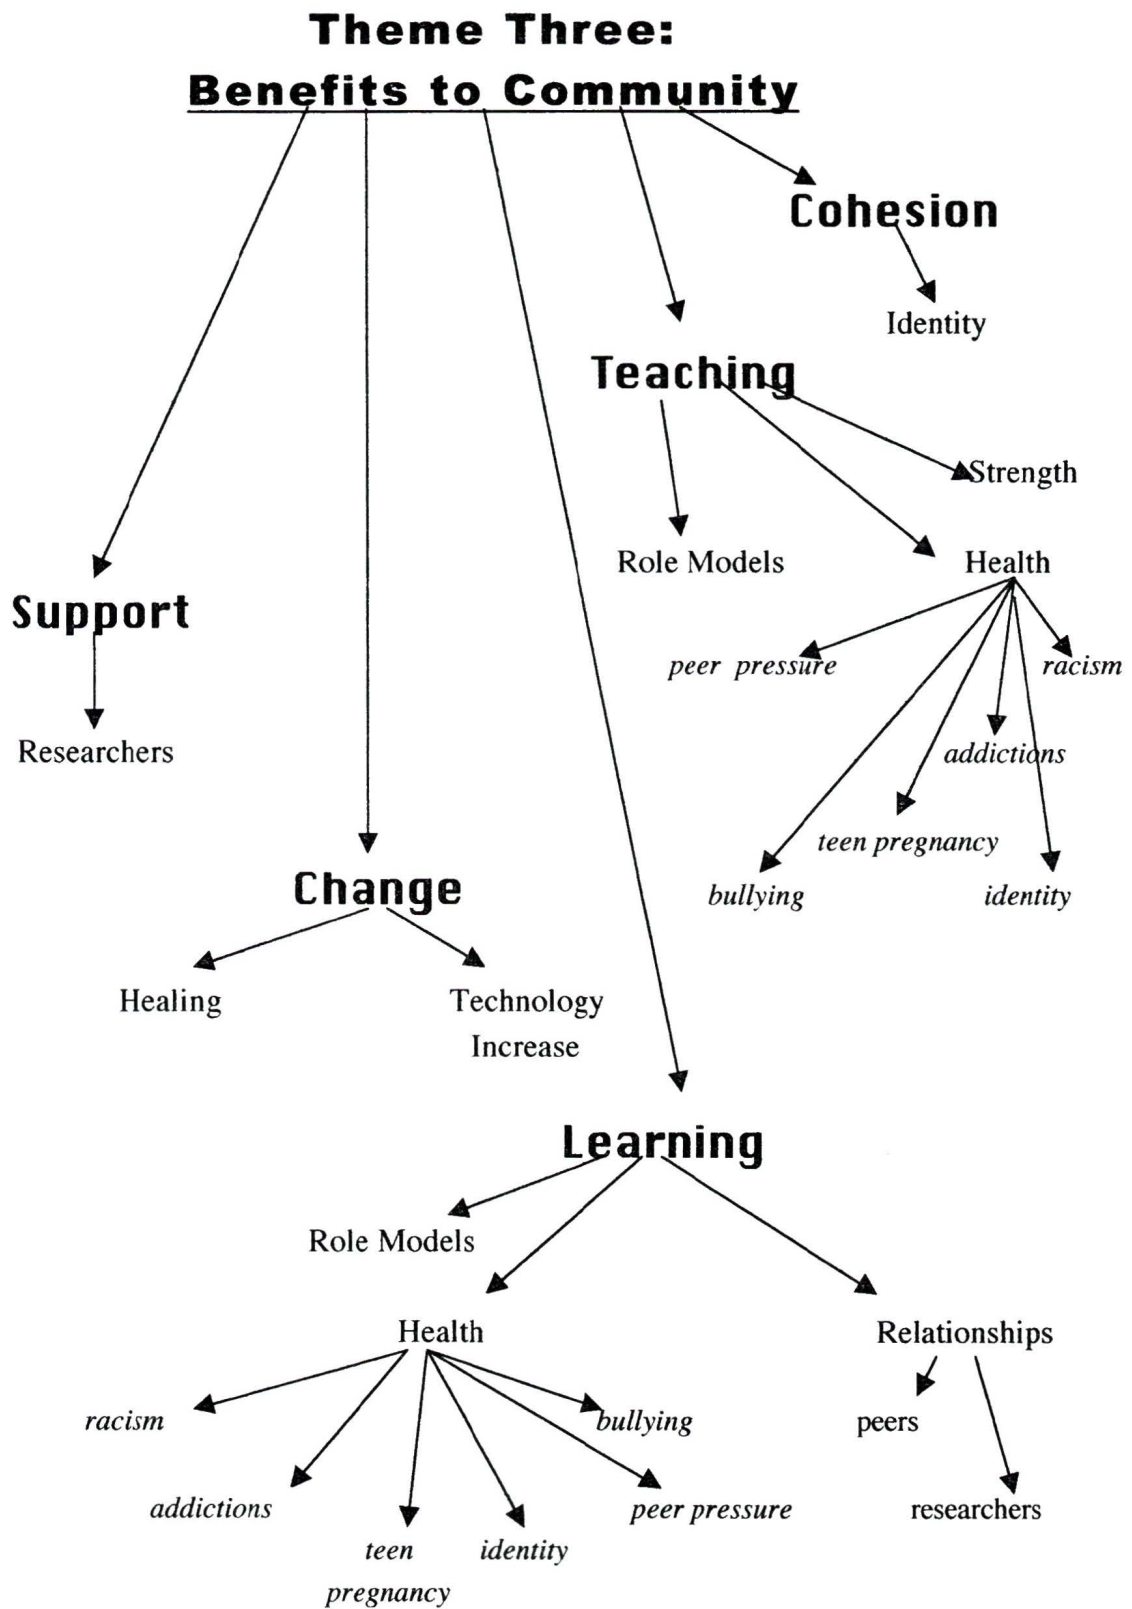 Theme Three:
Benefits to Community
Cohesion
Identity
Teaching
Strength
Role Models
Health
peer pressure
racism
addictions
teen pregnancy
bullying
identity
Support
Researchers
Change
Healing
Technology
Increase
Learning
Role Models
Health
Relationships
racism
bullying
peers
addictions
peer pressure
researchers
teen
pregnancy
identity